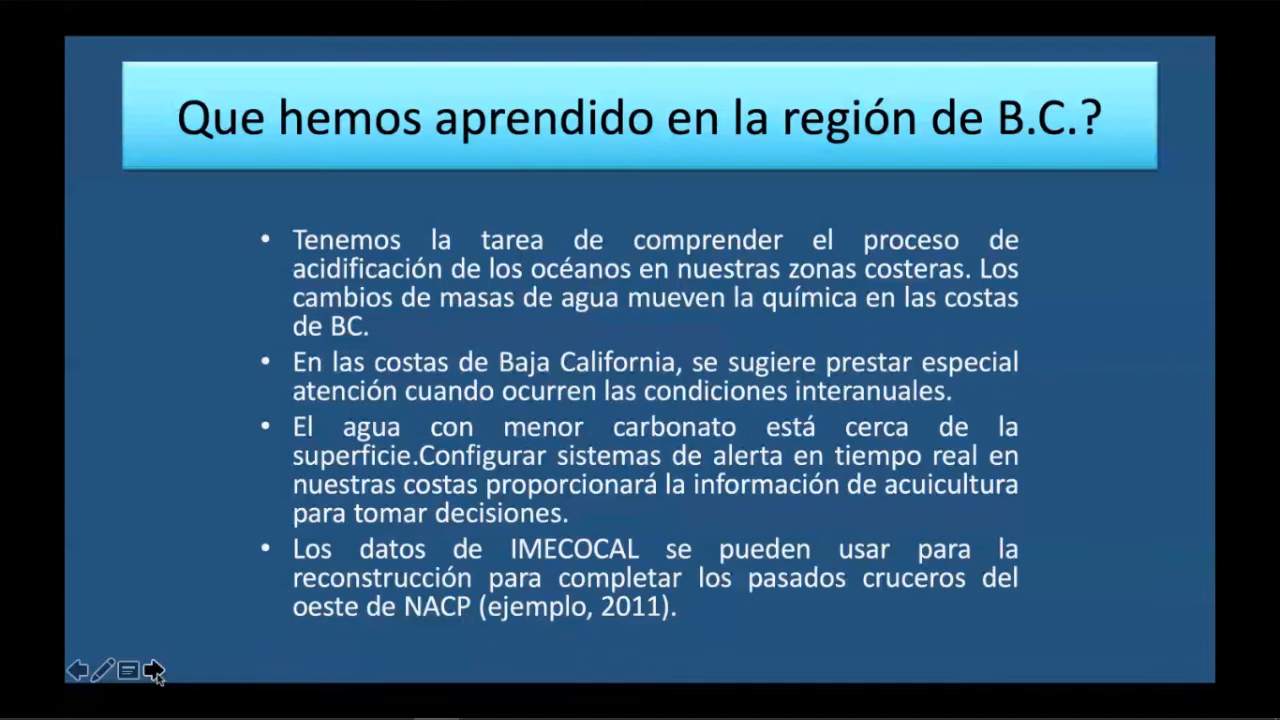 Que hemos aprendido en la región de B.C.?
• Tenemos la tarea de comprender el proceso de
acidificación de los océanos en nuestras zonas costeras. Los
cambios de masas de agua mueven la química en las costas
de BC.
• En las costas de Baja California, se sugiere prestar especial
atención cuando ocurren las condiciones interanuales.
• El agua con menor carbonato está cerca de la
superficie.Configurar sistemas de alerta en tiempo real en
nuestras costas proporcionará la información de acuicultura
para tomar decisiones.
• Los datos de IMECOCAL se pueden usar para la
reconstrucción para completar los pasados cruceros del
oeste de NACP (ejemplo, 2011).